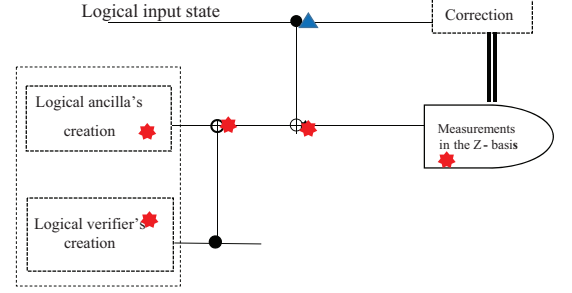 Logical input state
Correction
Logical ancilla's
creation
Measurements
in the Z - basis
Logical verifier's
creation